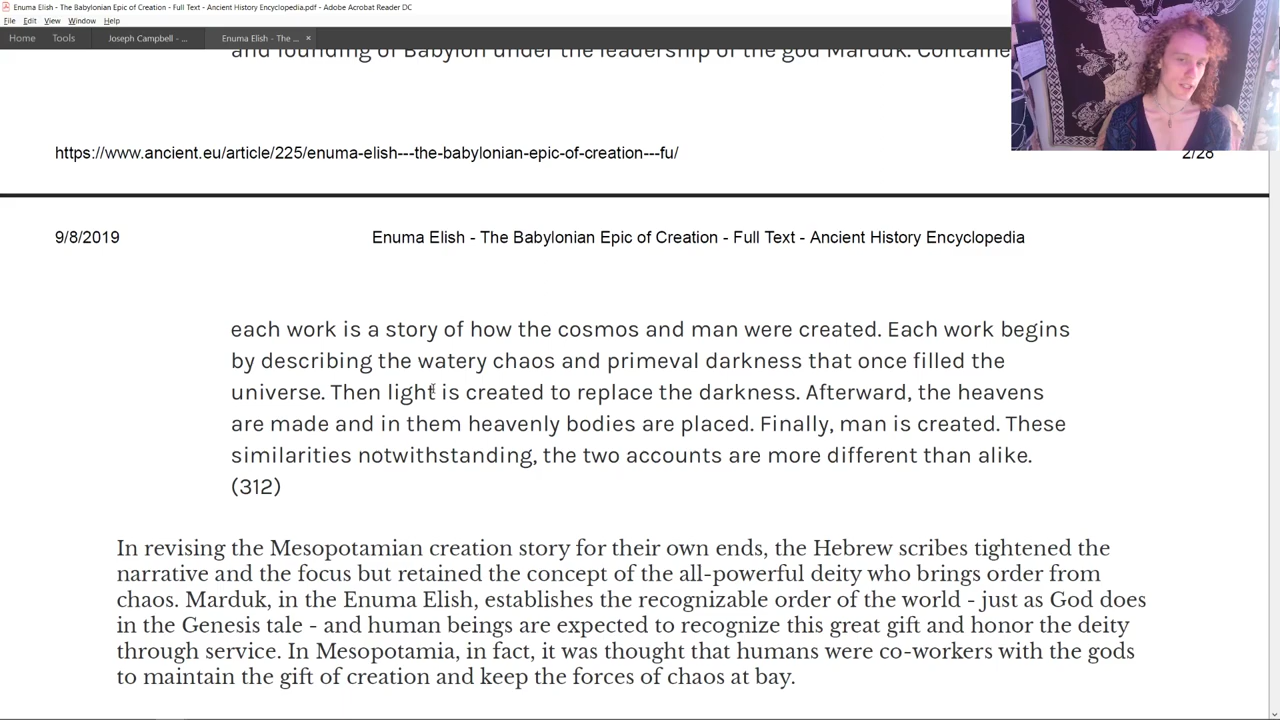 Enuma Elish - The Babylonian Epic of Creation - Full Text - Ancient History Encyclopedia.pdf - Adobe Acrobat Reader DC
File Edit View Window Help
Home Tools Joseph Campbell - ... Enuma Elish - The ... ×
and founding of Babylon under the leadership of the god Marduk. Containe
https://www.ancient.eu/article/225/enuma-elish---the-babylonian-epic-of-creation---fu/ 2/28
9/8/2019 Enuma Elish - The Babylonian Epic of Creation - Full Text - Ancient History Encyclopedia
each work is a story of how the cosmos and man were created. Each work begins
by describing the watery chaos and primeval darkness that once filled the
universe. Then light is created to replace the darkness. Afterward, the heavens
are made and in them heavenly bodies are placed. Finally, man is created. These
similarities notwithstanding, the two accounts are more different than alike.
(312)
In revising the Mesopotamian creation story for their own ends, the Hebrew scribes tightened the
narrative and the focus but retained the concept of the all-powerful deity who brings order from
chaos. Marduk, in the Enuma Elish, establishes the recognizable order of the world - just as God does
in the Genesis tale - and human beings are expected to recognize this great gift and honor the deity
through service. In Mesopotamia, in fact, it was thought that humans were co-workers with the gods
to maintain the gift of creation and keep the forces of chaos at bay.